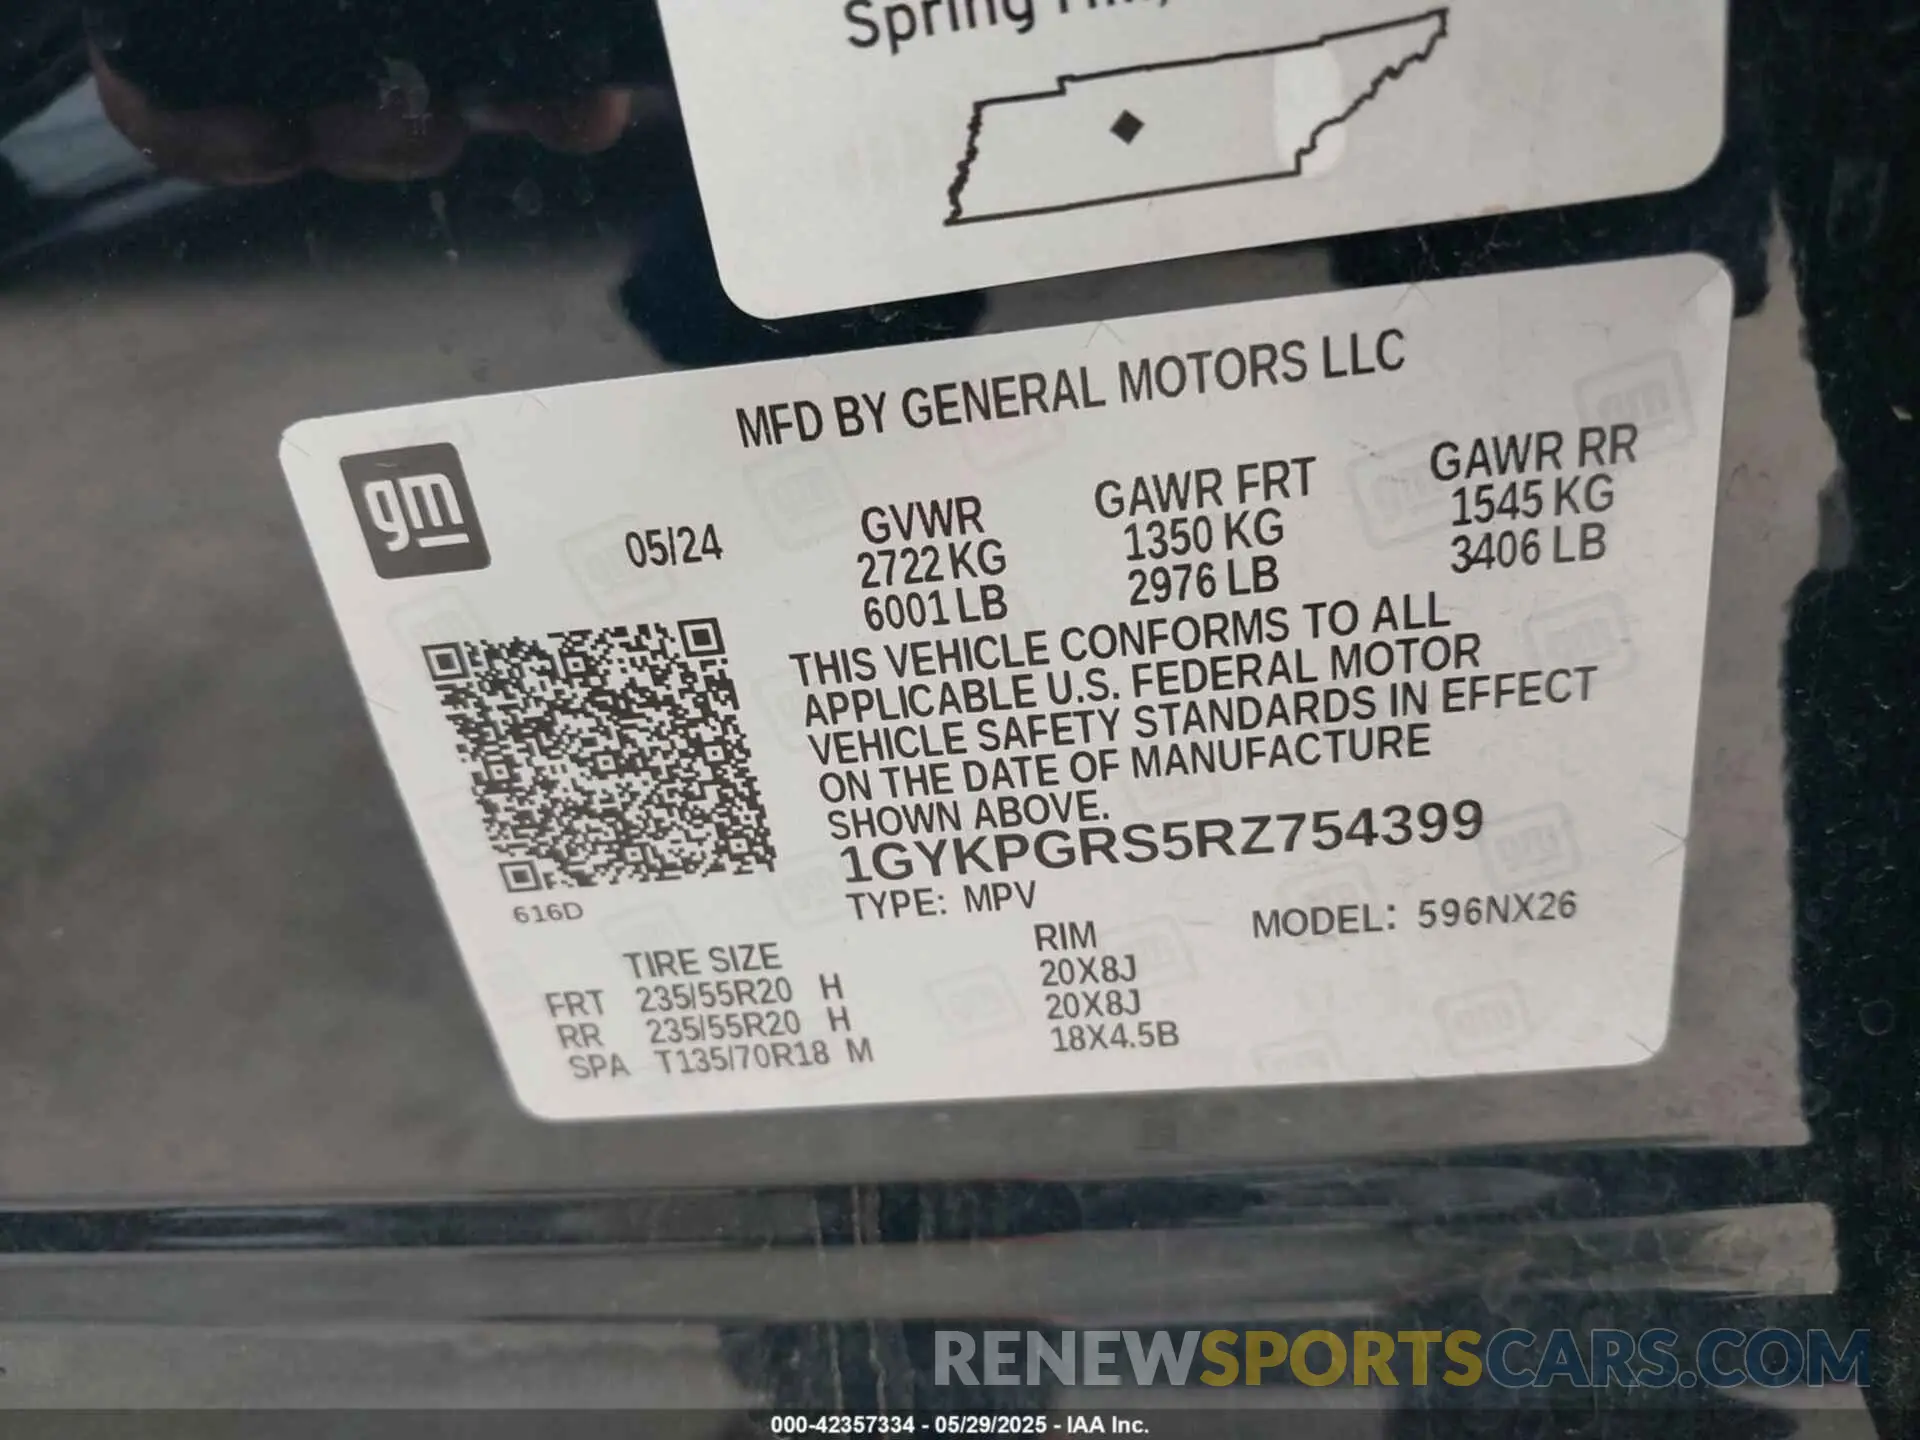 Spring
MFD BY GENERAL MOTORS LLC
gm
05/24
GVWR
2722 KG
6001 LB
GAWR FRT
1350 KG
2976 LB
GAWR RR
1545 KG
3406 LB
THIS VEHICLE CONFORMS TO ALL
APPLICABLE U.S. FEDERAL MOTOR
VEHICLE SAFETY STANDARDS IN EFFECT
ON THE DATE OF MANUFACTURE
SHOWN ABOVE.
1GYKPGRS5RZ754399
616D
TYPE: MPV
MODEL: 596NX26
TIRE SIZE RIM
FRT 235/55R20 H 20X8J
RR 235/55R20 H 20X8J
SPA T135/70R18 M 18X4.5B
RENEWSPORTSCARS.COM
000-42357334 - 05/29/2025 - IAA Inc.